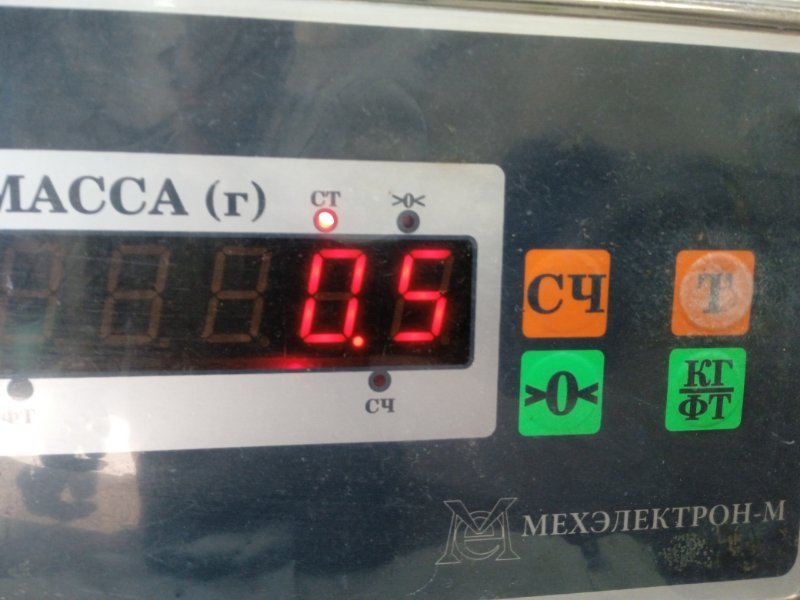 МАССА (г)
СТ
>0<
0.5
ФТ
СЧ
СЧ
Т
>0<
КГ
ФТ
МЕХЭЛЕКТРОН-М